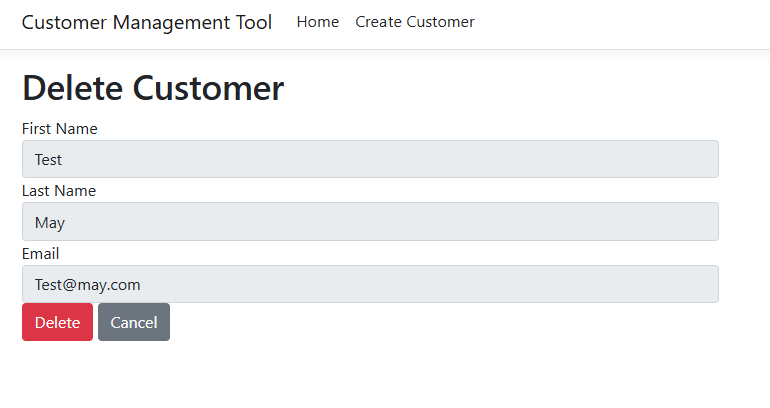 Customer Management Tool Home Create Customer
Delete Customer
First Name
Test
Last Name
May
Email
Test@may.com
Delete Cancel